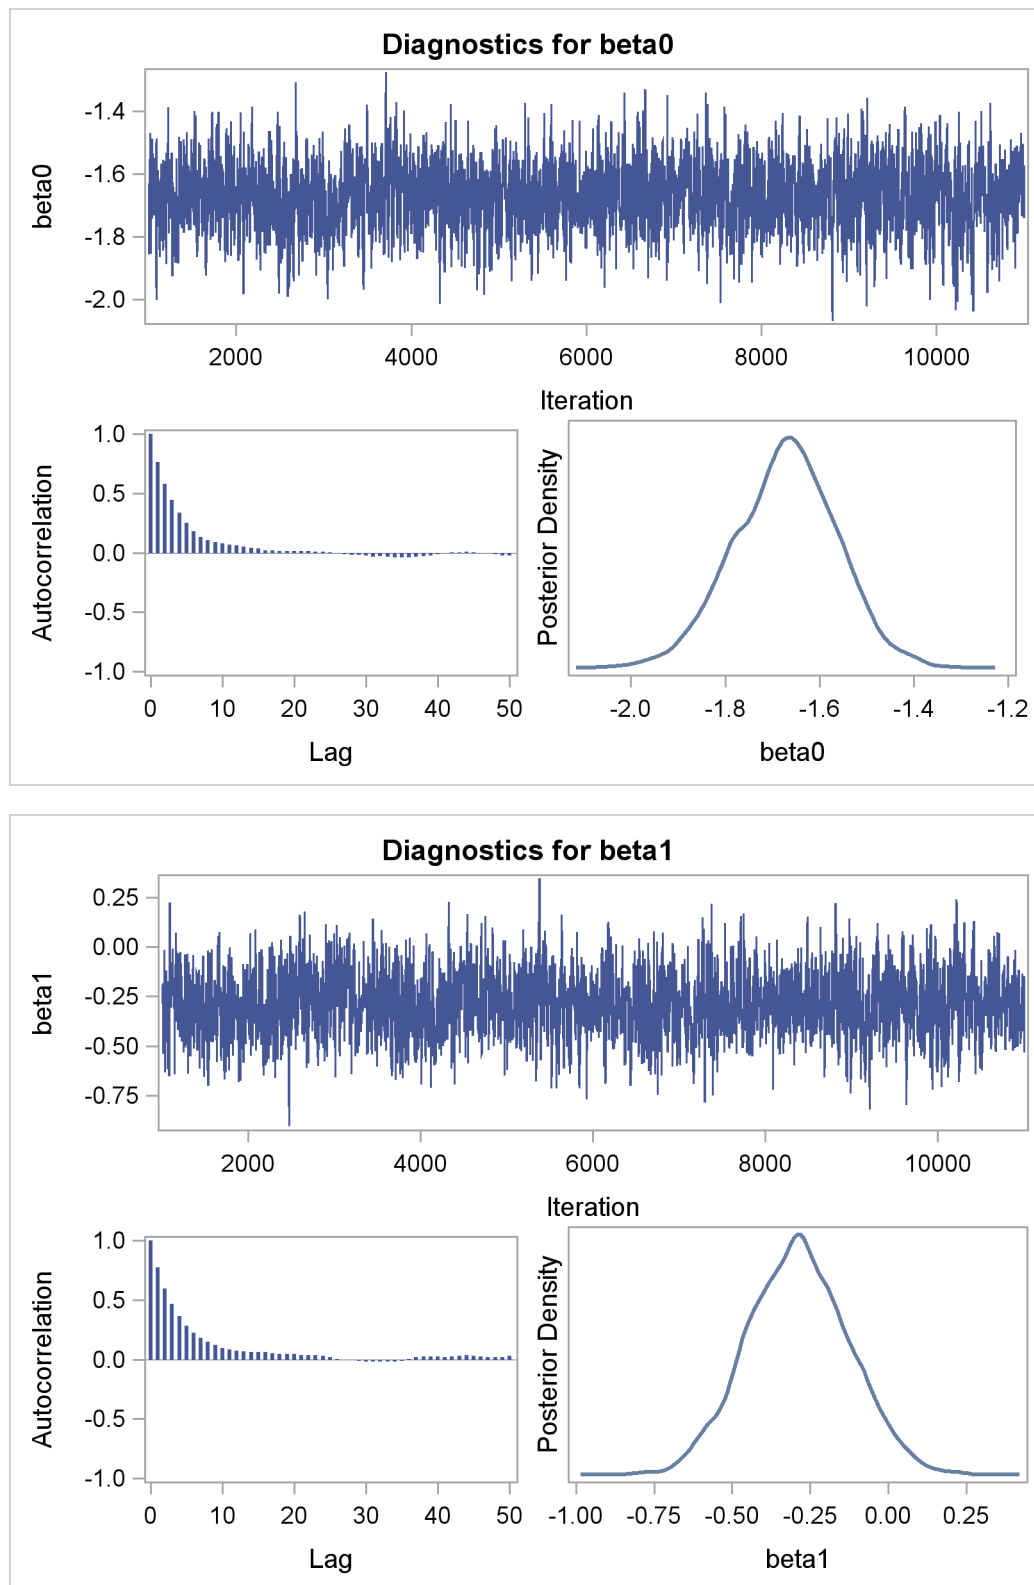 Diagnostics for beta0
-1.4
-1.6
-1.8
-2.0
beta0
2000 4000 6000 8000 10000
Iteration
1.0
0.5
0.0
-0.5
-1.0
Autocorrelation
0 10 20 30 40 50
Lag
Posterior Density
-2.0 -1.8 -1.6 -1.4 -1.2
beta0
Diagnostics for beta1
0.25
0.00
-0.25
-0.50
-0.75
beta1
2000 4000 6000 8000 10000
Iteration
1.0
0.5
0.0
-0.5
-1.0
Autocorrelation
0 10 20 30 40 50
Lag
Posterior Density
-1.00 -0.75 -0.50 -0.25 0.00 0.25
beta1